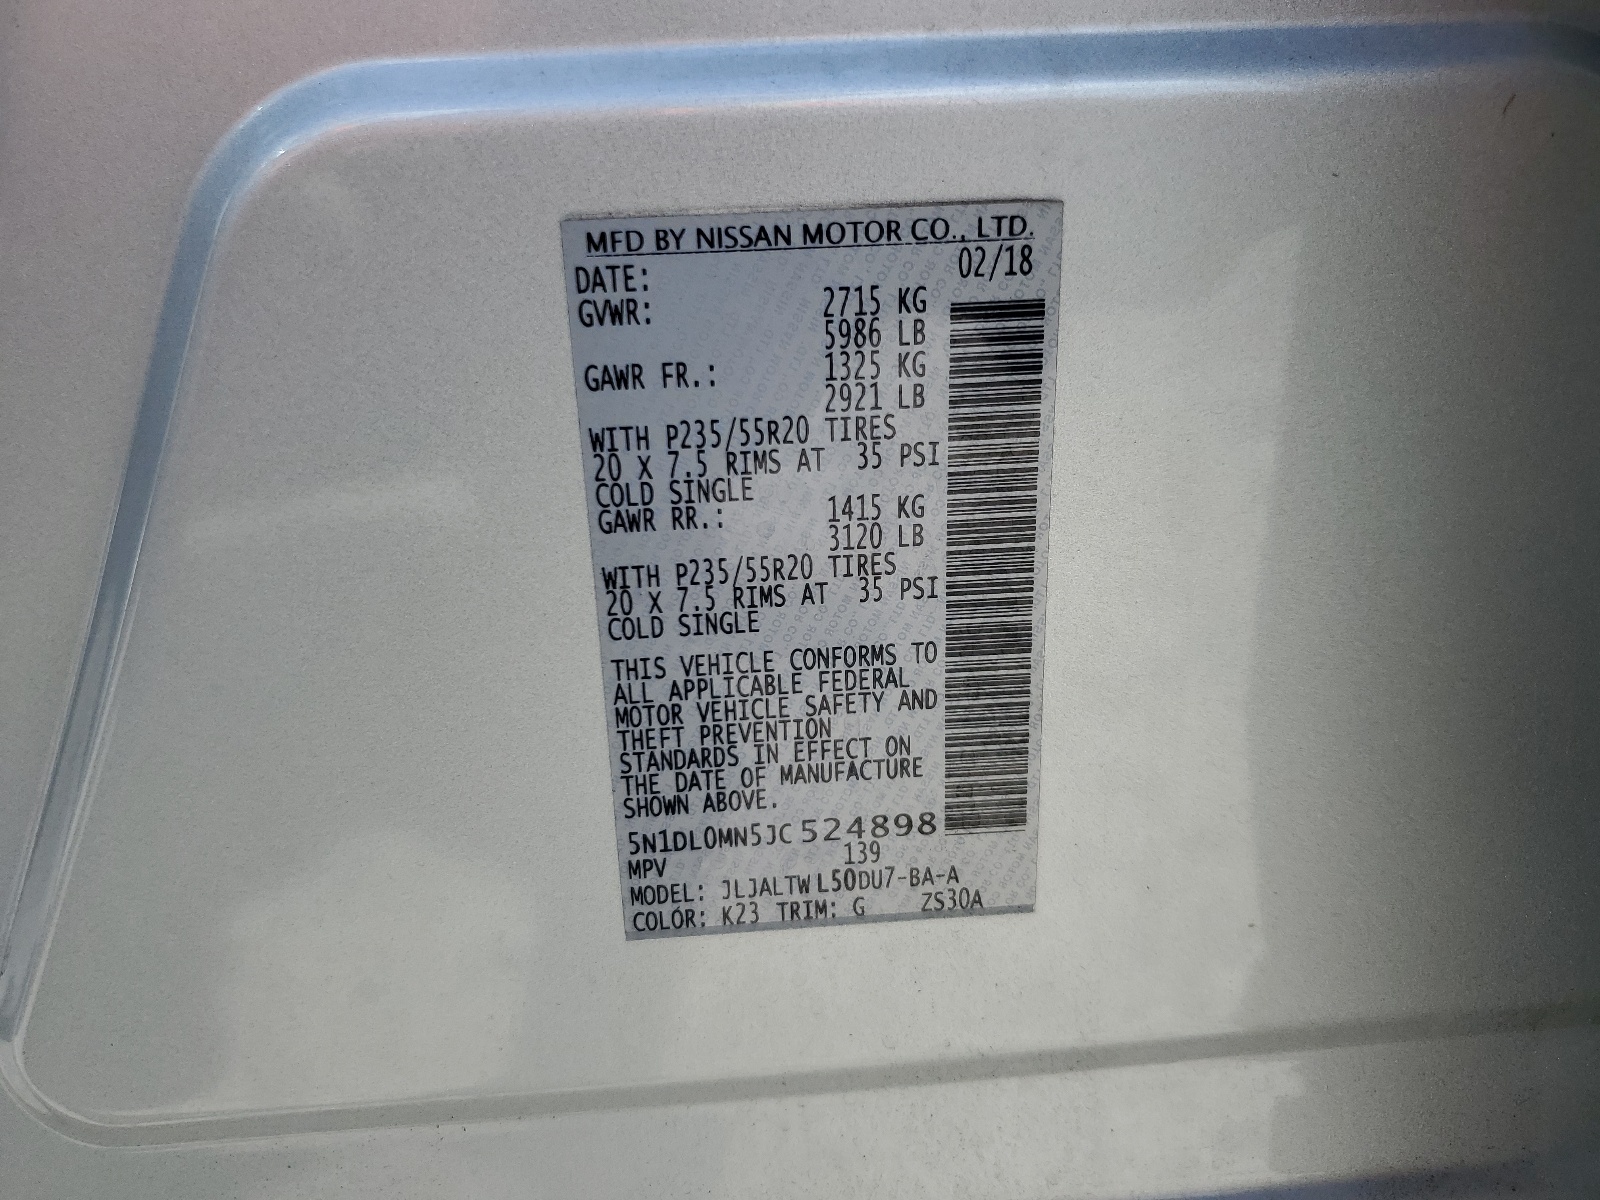 MFD BY NISSAN MOTOR CO., LTD.
DATE: 02/18
GVWR: 2715 KG
5986 LB
GAWR FR.: 1325 KG
2921 LB
WITH P235/55R20 TIRES
20 X 7.5 RIMS AT 35 PSI
COLD SINGLE
GAWR RR.: 1415 KG
3120 LB
WITH P235/55R20 TIRES
20 X 7.5 RIMS AT 35 PSI
COLD SINGLE
THIS VEHICLE CONFORMS TO
ALL APPLICABLE FEDERAL
MOTOR VEHICLE SAFETY AND
THEFT PREVENTION
STANDARDS IN EFFECT ON
THE DATE OF MANUFACTURE
SHOWN ABOVE.
5N1DL0MN5JC524898
MPV 139
MODEL: JLJALTWL50DU7-BA-A
COLOR: K23 TRIM: G ZS30A